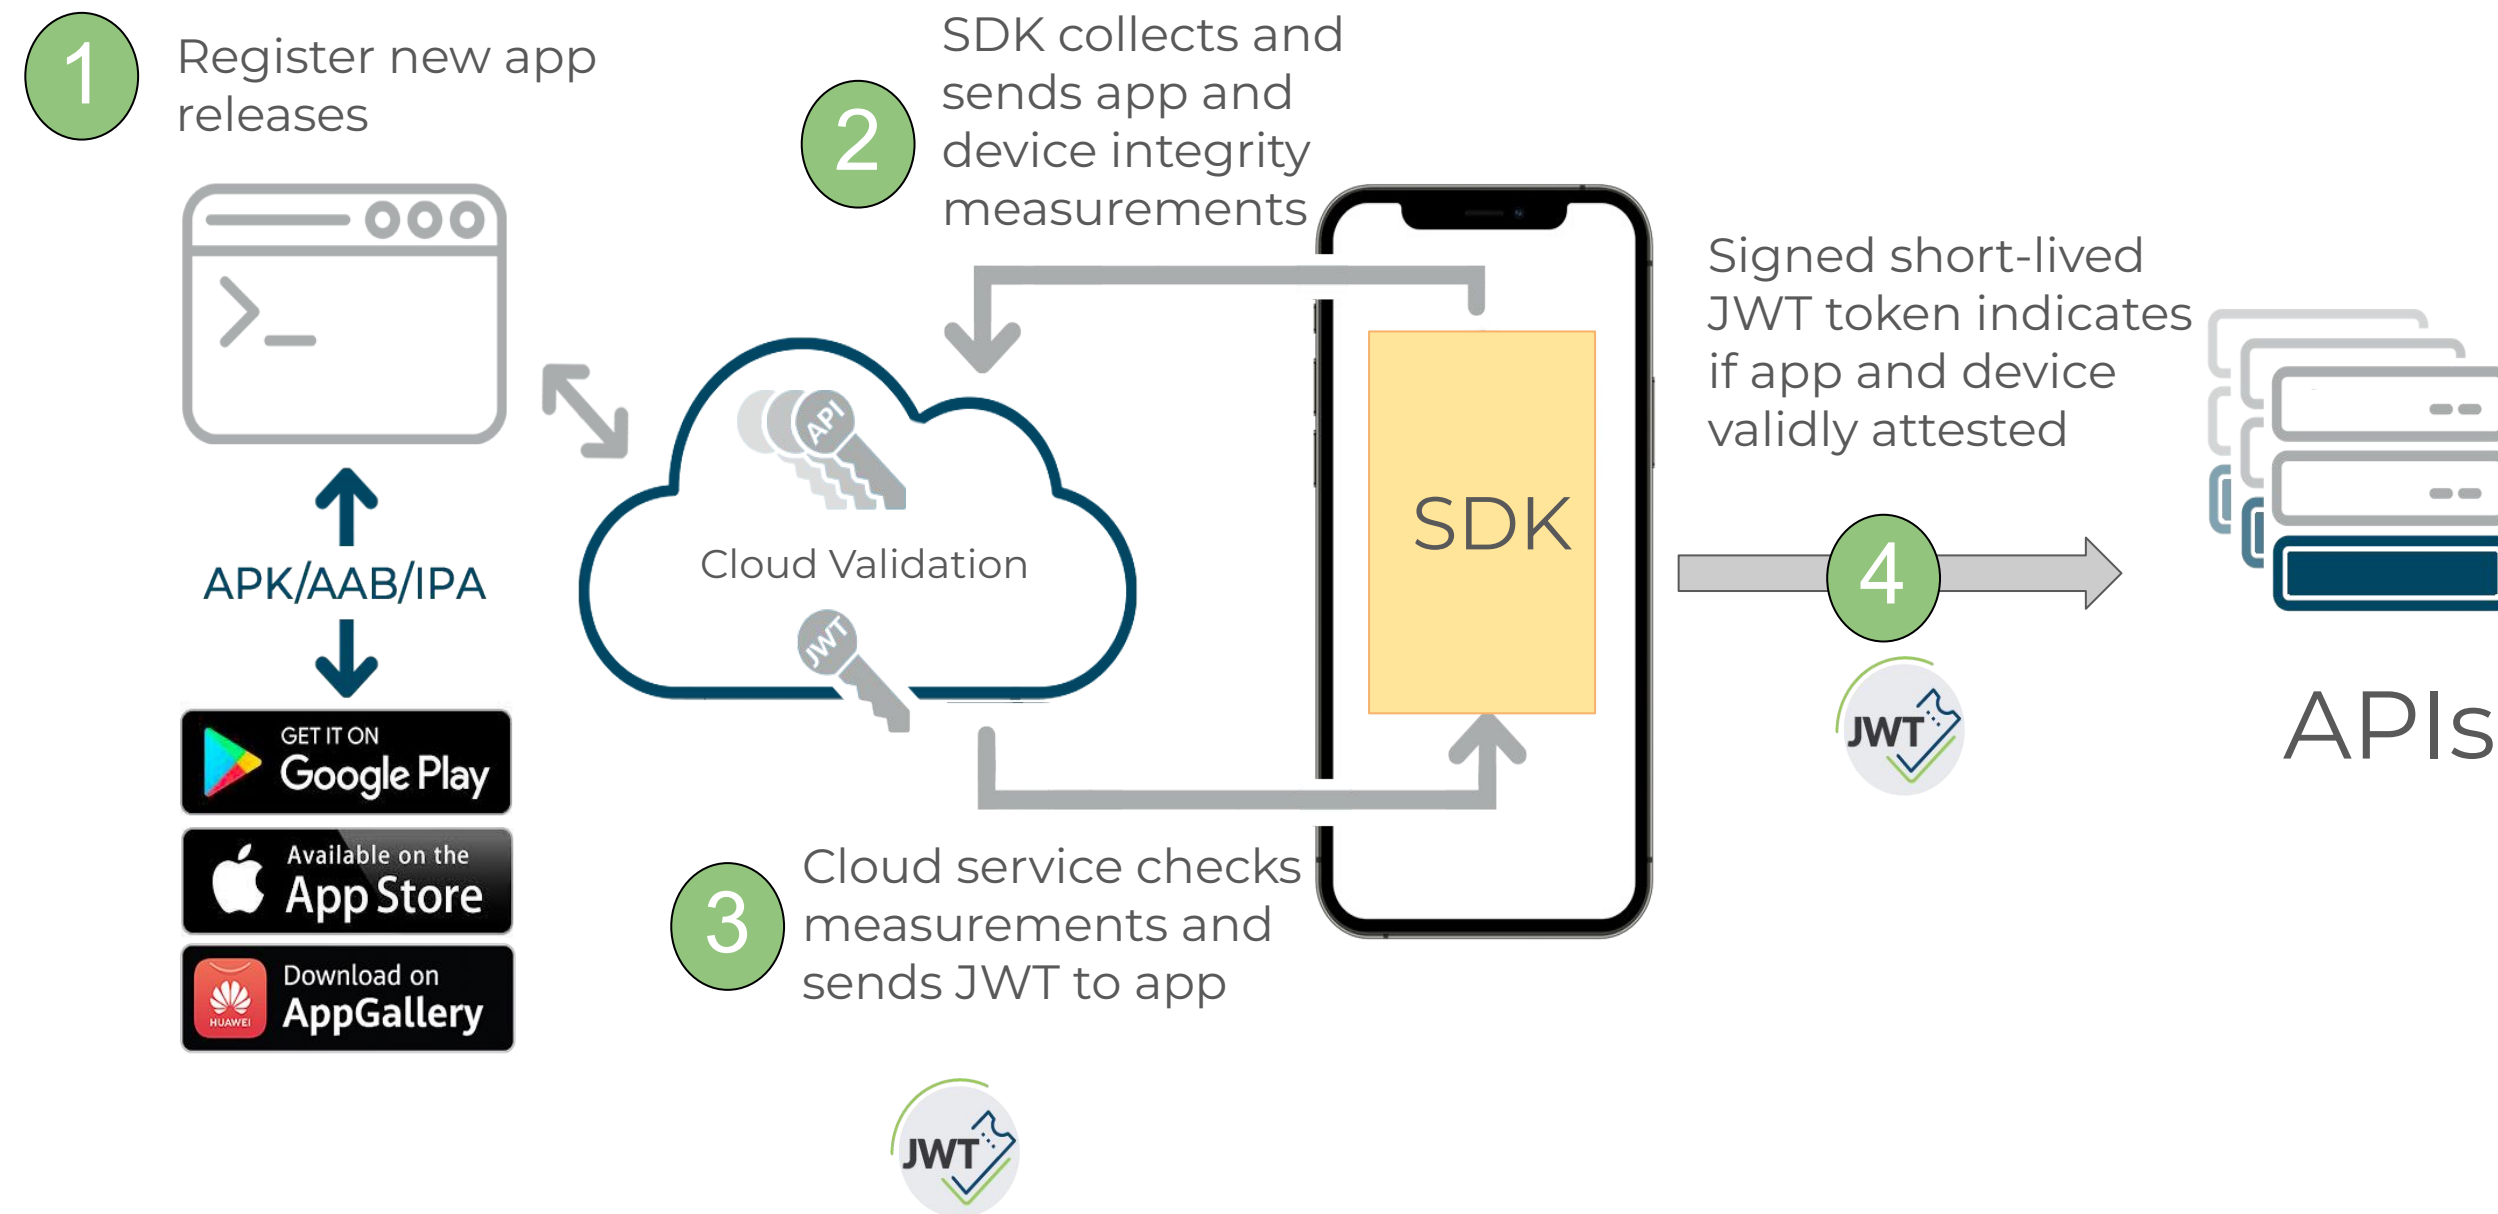 1
Register new app
releases
2
SDK collects and
sends app and
device integrity
measurements
APK/AAB/IPA
GET IT ON
Google Play
Available on the
App Store
HUAWEI
Download on
AppGallery
API
Cloud Validation
JWT
SDK
3
Cloud service checks
measurements and
sends JWT to app
JWT
Signed short-lived
JWT token indicates
if app and device
validly attested
4
JWT
APIs